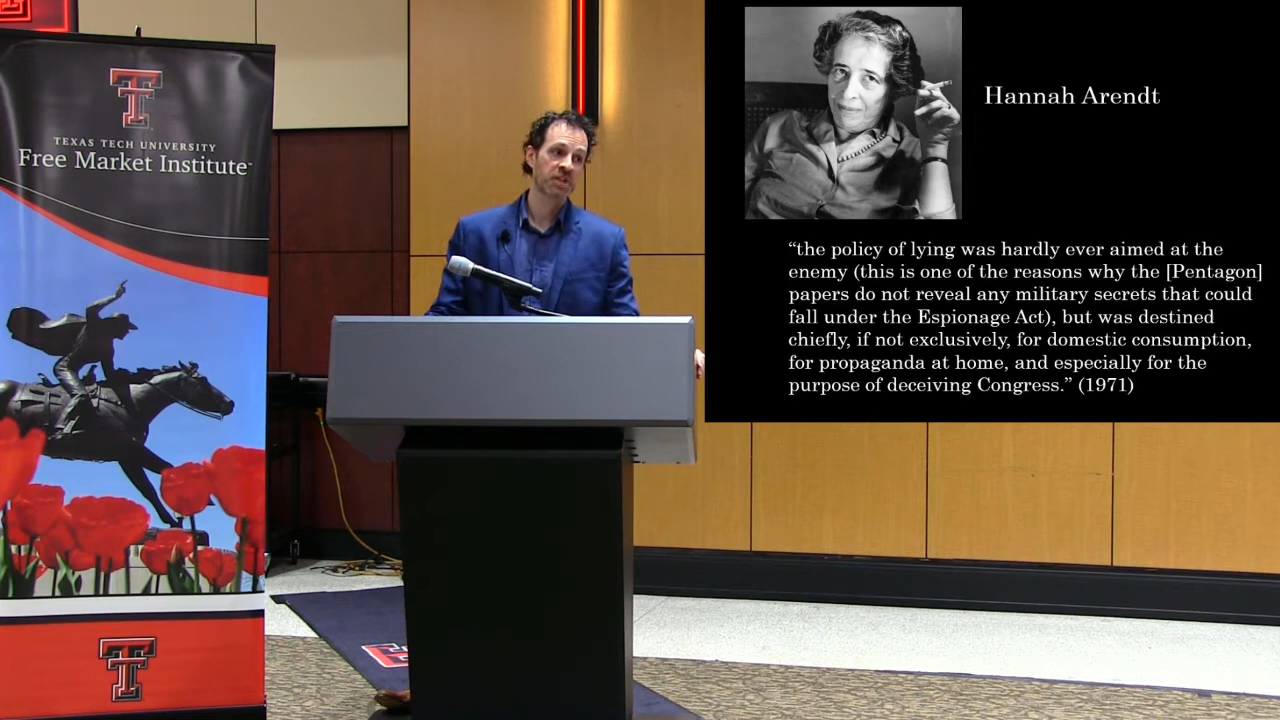 TEXAS TECH UNIVERSITY
Free Market Institute
Hannah Arendt
“the policy of lying was hardly ever aimed at the
enemy (this is one of the reasons why the [Pentagon]
papers do not reveal any military secrets that could
fall under the Espionage Act), but was destined
chiefly, if not exclusively, for domestic consumption,
for propaganda at home, and especially for the
purpose of deceiving Congress.” (1971)